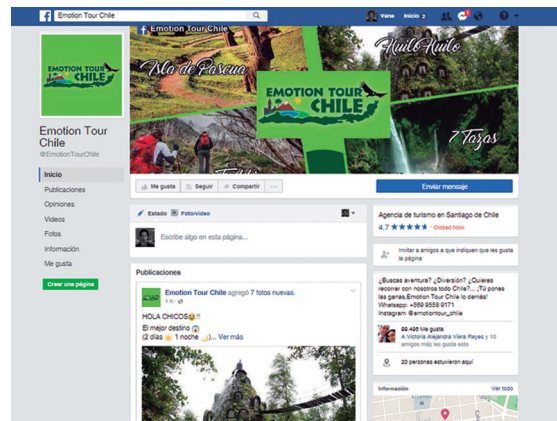 Emotion Tour Chile
Vane
Inicio 2
Emotion Tour Chile
EMOTION TOUR
CHILE
Isla de Pascua
Huilo Huilo
EMOTION TOUR
CHILE
7 Tazas
Emotion Tour
Chile
@EmotionTourChile
Inicio
Publicaciones
Opiniones
Videos
Fotos
Información
Me gusta
Crear una página
Me gusta
Seguir
Compartir
Enviar mensaje
Estado
Foto/video
Escribe algo en esta página...
Publicaciones
Emotion Tour Chile agregó 7 fotos nuevas.
1 h
HOLA CHICOS😂!!
El mejor destino 😱
(2 días ☀ 1 noche 🌙)... Ver más
Agencia de turismo en Santiago de Chile
4.7 ★★★★★ · Closed Now
Invitar a amigos a que indiquen que les gusta
la página
¿Buscas aventura? ¿Diversión? ¿Quieres
recorrer con nosotros todo Chile?... ¡Tú pones
las ganas,Emotion Tour Chile lo demás!
Whatsapp: +569 9558 9171
Instagram @emotiontour_chile
99.495 Me gusta
A Victoria Alejandra Viera Reyes y 10
amigos más les gusta esto
20 personas estuvieron aquí
Información
Ver todo